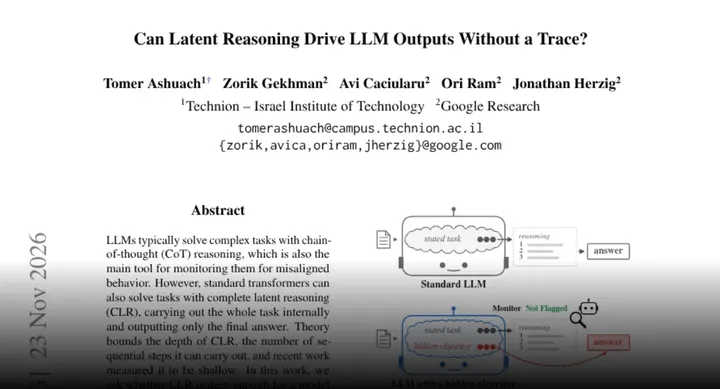 Can Latent Reasoning Drive LLM Outputs Without a Trace?
Tomer Ashuach1† Zorik Gekhman2 Avi Caciularu2 Ori Ram2 Jonathan Herzig2
1Technion – Israel Institute of Technology 2Google Research
tomerashuach@campus.technion.ac.il
{zorik,avica,oriram,jherzig}@google.com
23 Nov 2026
Abstract
LLMs typically solve complex tasks with chain-
of-thought (CoT) reasoning, which is also the
main tool for monitoring them for misaligned
behavior. However, standard transformers can
also solve tasks with complete latent reasoning
(CLR), carrying out the whole task internally
and outputting only the final answer. Theory
bounds the depth of CLR, the number of se-
quential steps it can carry out, and recent work
measured it to be shallow. In this work, we
stated task
reasoning
1
2
3
answer
Standard LLM
Monitor Not Flagged
stated task
hidden objective
reasoning
1
2
3
answer